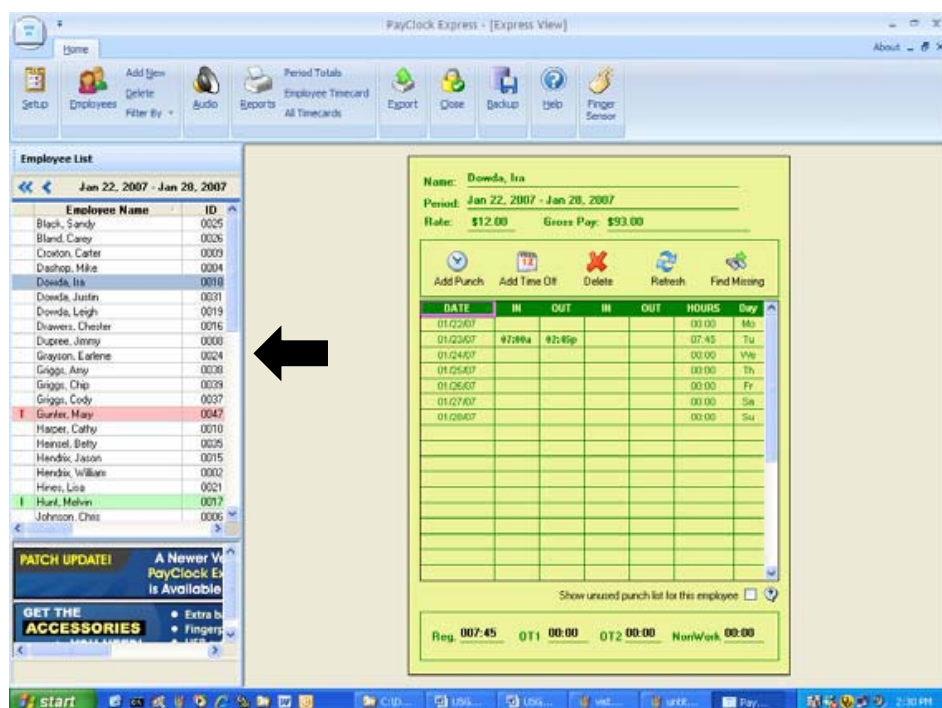 PayClock Express - [Express View]
Home
About
Setup
Employees
Add New
Delete
Filter By
Audio
Reports
Period Totals
Employee Timecard
All Timecards
Export
Close
Backup
Help
Finger Sensor
Employee List
Jan 22, 2007 - Jan 28, 2007
Employee Name ID
Black, Sandy 0025
Bland, Carey 0026
Croxton, Carter 0009
Dashop, Mike 0004
Dowda, Ira 0018
Dowda, Justin 0031
Dowda, Leigh 0019
Drawers, Chester 0016
Dupree, Jimmy 0008
Grayson, Earlene 0024
Griggs, Amy 0038
Griggs, Chip 0039
Griggs, Cody 0037
T Gunter, Mary 0047
Harper, Cathy 0010
Heinsel, Betty 0035
Hendrix, Jason 0015
Hendrix, William 0002
Hines, Lisa 0021
I Hunt, Melvin 0017
Johnson, Chris 0006
PATCH UPDATE!
A Newer Ve
PayClock Ex
is Available
GET THE
ACCESSORIES
• Extra b
• Fingerp
Name: Dowda, Ira
Period: Jan 22, 2007 - Jan 28, 2007
Rate: $12.00 Gross Pay: $93.00
Add Punch Add Time Off Delete Refresh Find Missing
DATE IN OUT IN OUT HOURS Day
01/22/07 00:00 Mo
01/23/07 07:00a 02:45p 07:45 Tu
01/24/07 00:00 We
01/25/07 00:00 Th
01/26/07 00:00 Fr
01/27/07 00:00 Sa
01/28/07 00:00 Su
Show unused punch list for this employee
Reg. 007:45 OT1 00:00 OT2 00:00 NonWork 00:00
start
C:\D...
USG...
USG...
vist...
untit...
Pay...
2:30 PM